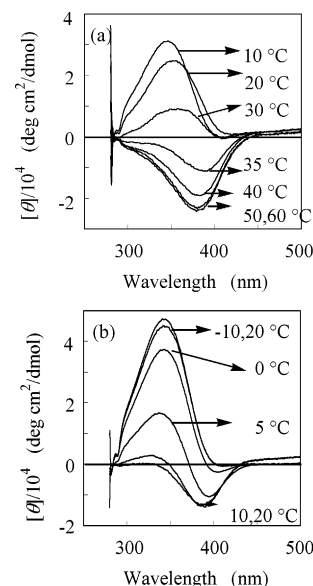 (a)
4
2
0
-2
[θ]/10⁴ (deg cm²/dmol)
10 °C
20 °C
30 °C
35 °C
40 °C
50,60 °C
300 400 500
Wavelength (nm)
(b)
4
2
0
-2
[θ]/10⁴ (deg cm²/dmol)
-10,20 °C
0 °C
5 °C
10,20 °C
300 400 500
Wavelength (nm)